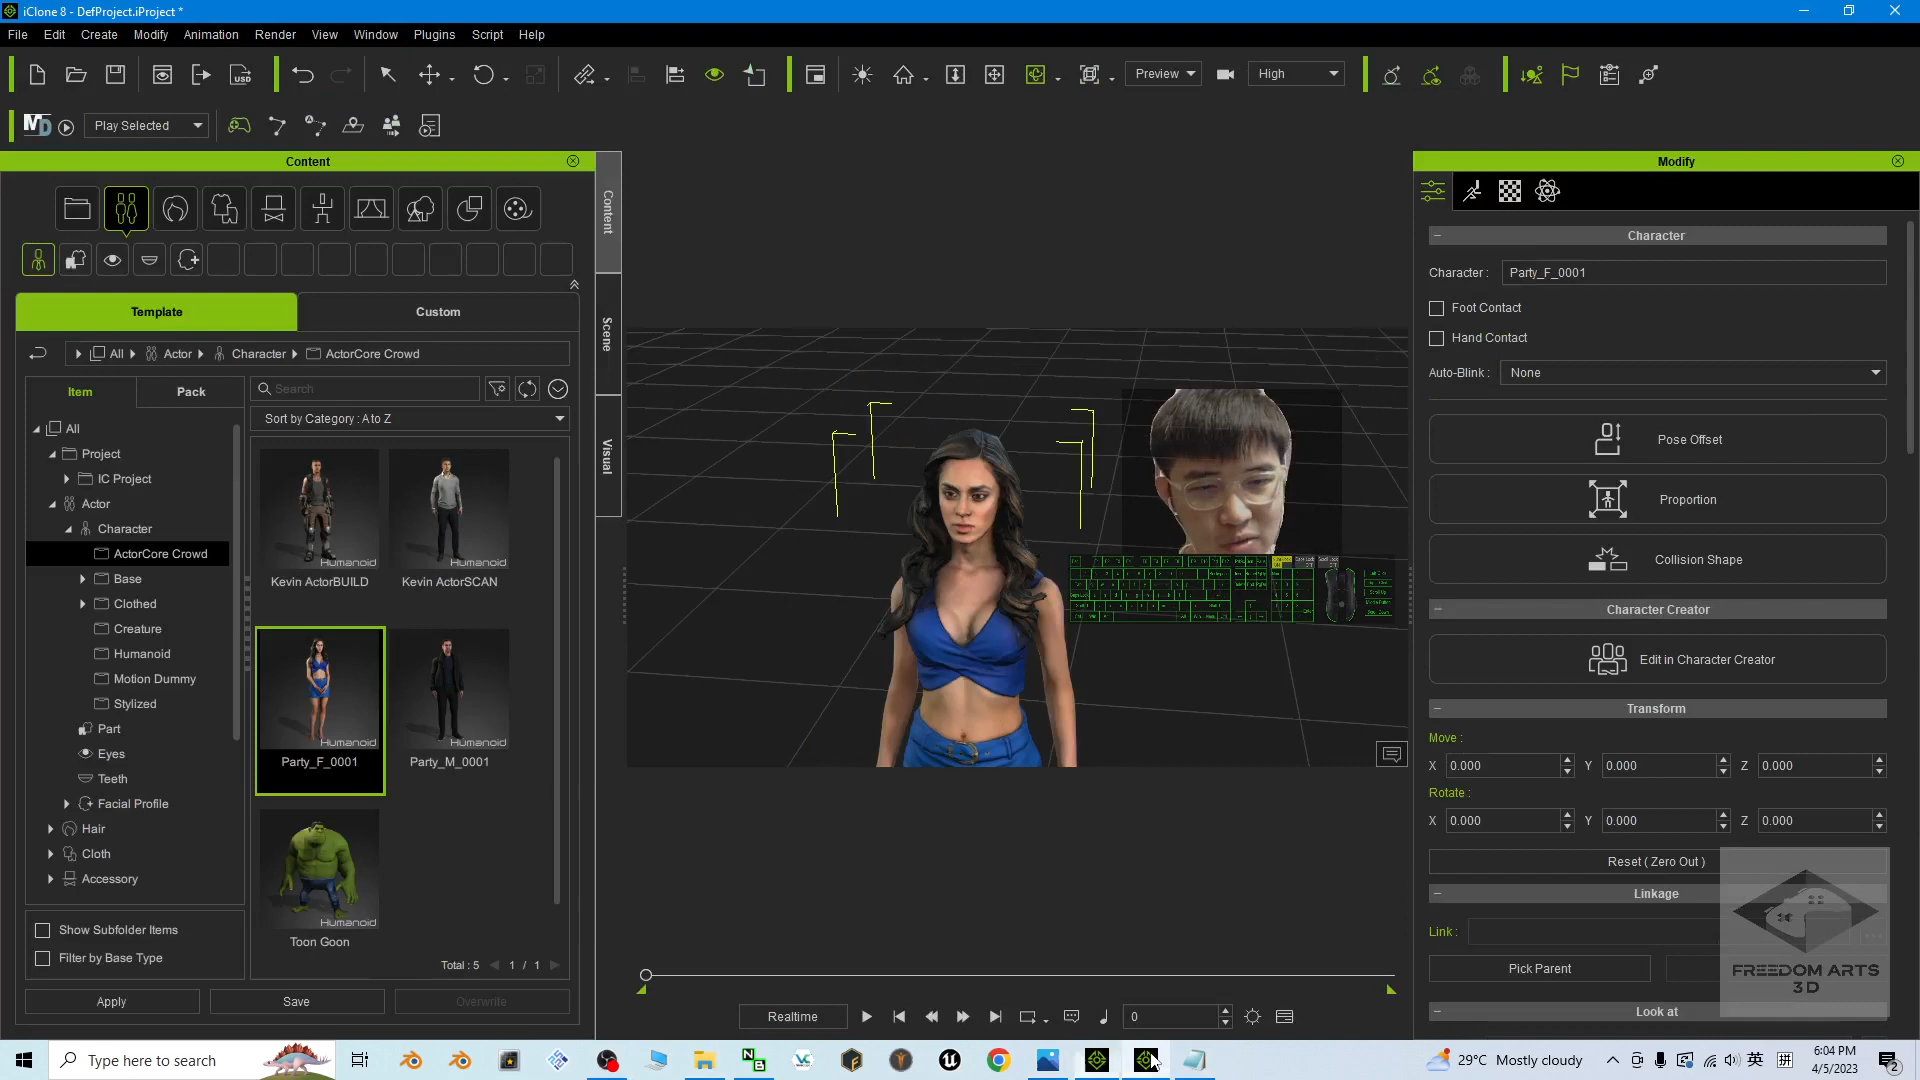 iClone 8 - DefProject.iProject *
File Edit Create Modify Animation Render View Window Plugins Script Help
USD
Preview
High
MD
Play Selected
Content
Modify
Content
Scene
Visual
Template
Custom
All Actor Character ActorCore Crowd
Item
Pack
Search
Sort by Category : A to Z
All
Project
IC Project
Actor
Character
ActorCore Crowd
Base
Clothed
Creature
Humanoid
Motion Dummy
Stylized
Part
Eyes
Teeth
Facial Profile
Hair
Cloth
Accessory
Humanoid
Kevin ActorBUILD
Humanoid
Kevin ActorSCAN
Humanoid
Party_F_0001
Humanoid
Party_M_0001
Humanoid
Toon Goon
Show Subfolder Items
Filter by Base Type
Total : 5 1 / 1
Apply
Save
Overwrite
Realtime
0
Character
Character : Party_F_0001
Foot Contact
Hand Contact
Auto-Blink : None
Pose Offset
Proportion
Collision Shape
Character Creator
Edit in Character Creator
Transform
Move :
X 0.000 Y 0.000 Z 0.000
Rotate :
X 0.000 Y 0.000 Z 0.000
Reset ( Zero Out )
Linkage
Link :
Pick Parent
Look at
FREEDOM ARTS
3D
Type here to search
29°C Mostly cloudy
英
拼
6:04 PM
4/5/2023
2